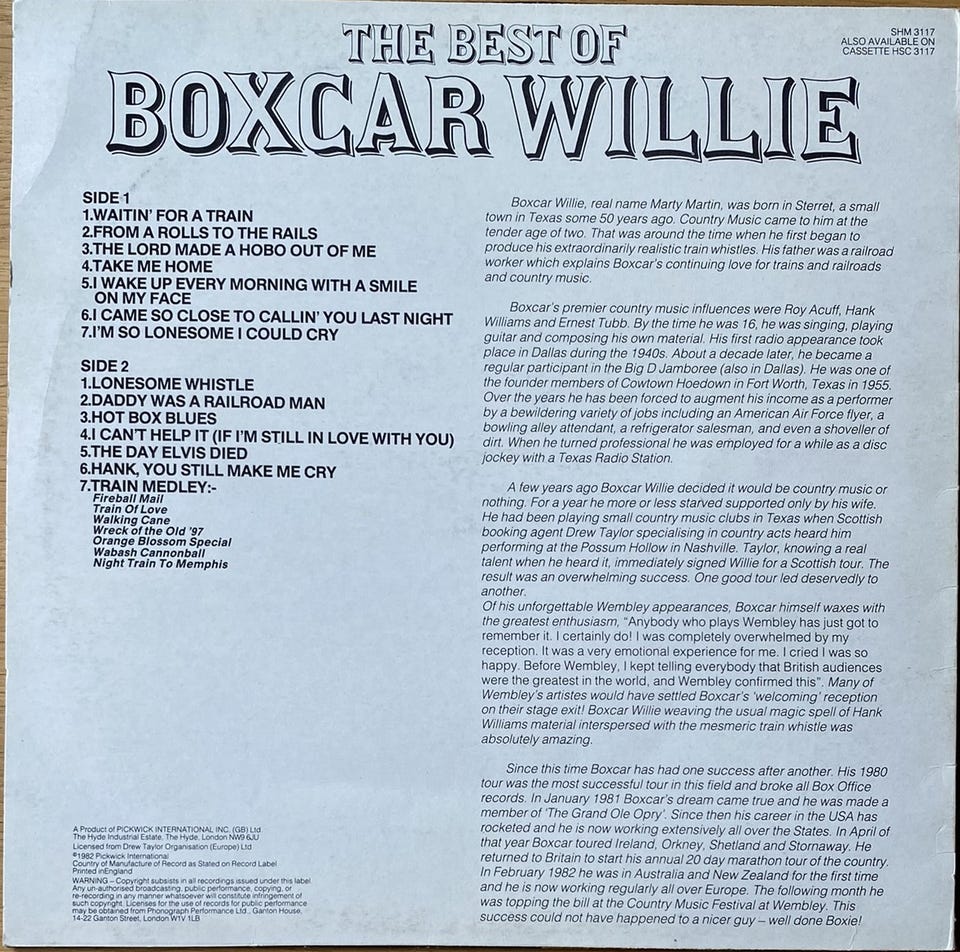 THE BEST OF
BOXCAR WILLIE
SHM 3117
ALSO AVAILABLE ON
CASSETTE HSC 3117
SIDE 1
1.WAITIN' FOR A TRAIN
2.FROM A ROLLS TO THE RAILS
3.THE LORD MADE A HOBO OUT OF ME
4.TAKE ME HOME
5.I WAKE UP EVERY MORNING WITH A SMILE
ON MY FACE
6.I CAME SO CLOSE TO CALLIN' YOU LAST NIGHT
7.I'M SO LONESOME I COULD CRY
SIDE 2
1.LONESOME WHISTLE
2.DADDY WAS A RAILROAD MAN
3.HOT BOX BLUES
4.I CAN'T HELP IT (IF I'M STILL IN LOVE WITH YOU)
5.THE DAY ELVIS DIED
6.HANK, YOU STILL MAKE ME CRY
7.TRAIN MEDLEY:-
Fireball Mail
Train Of Love
Walking Cane
Wreck of the Old '97
Orange Blossom Special
Wabash Cannonball
Night Train To Memphis
A Product of PICKWICK INTERNATIONAL INC. (GB) Ltd.
The Hyde Industrial Estate, The Hyde, London NW9 6JU
Licensed from Drew Taylor Organisation (Europe) Ltd
℗1982 Pickwick International
Country of Manufacture of Record as Stated on Record Label
Printed inEngland
WARNING – Copyright subsists in all recordings issued under this label.
Any un-authorised broadcasting, public performance, copying, or
re-recording in any manner whatsoever will constitute infringement of
such copyright. Licenses for the use of records for public performance
may be obtained from Phonograph Performance Ltd., Ganton House,
14-22 Ganton Street, London W1V 1LB
Boxcar Willie, real name Marty Martin, was born in Sterret, a small
town in Texas some 50 years ago. Country Music came to him at the
tender age of two. That was around the time when he first began to
produce his extraordinarily realistic train whistles. His father was a railroad
worker which explains Boxcar's continuing love for trains and railroads
and country music.
Boxcar's premier country music influences were Roy Acuff, Hank
Williams and Ernest Tubb. By the time he was 16, he was singing, playing
guitar and composing his own material. His first radio appearance took
place in Dallas during the 1940s. About a decade later, he became a
regular participant in the Big D Jamboree (also in Dallas). He was one of
the founder members of Cowtown Hoedown in Fort Worth, Texas in 1955.
Over the years he has been forced to augment his income as a performer
by a bewildering variety of jobs including an American Air Force flyer, a
bowling alley attendant, a refrigerator salesman, and even a shoveller of
dirt. When he turned professional he was employed for a while as a disc
jockey with a Texas Radio Station.
A few years ago Boxcar Willie decided it would be country music or
nothing. For a year he more or less starved supported only by his wife.
He had been playing small country music clubs in Texas when Scottish
booking agent Drew Taylor specialising in country acts heard him
performing at the Possum Hollow in Nashville. Taylor, knowing a real
talent when he heard it, immediately signed Willie for a Scottish tour. The
result was an overwhelming success. One good tour led deservedly to
another.
Of his unforgettable Wembley appearances, Boxcar himself waxes with
the greatest enthusiasm, "Anybody who plays Wembley has just got to
remember it. I certainly do! I was completely overwhelmed by my
reception. It was a very emotional experience for me. I cried I was so
happy. Before Wembley, I kept telling everybody that British audiences
were the greatest in the world, and Wembley confirmed this". Many of
Wembley's artistes would have settled Boxcar's 'welcoming' reception
on their stage exit! Boxcar Willie weaving the usual magic spell of Hank
Williams material interspersed with the mesmeric train whistle was
absolutely amazing.
Since this time Boxcar has had one success after another. His 1980
tour was the most successful tour in this field and broke all Box Office
records. In January 1981 Boxcar's dream came true and he was made a
member of 'The Grand Ole Opry'. Since then his career in the USA has
rocketed and he is now working extensively all over the States. In April of
that year Boxcar toured Ireland, Orkney, Shetland and Stornaway. He
returned to Britain to start his annual 20 day marathon tour of the country.
In February 1982 he was in Australia and New Zealand for the first time
and he is now working regularly all over Europe. The following month he
was topping the bill at the Country Music Festival at Wembley. This
success could not have happened to a nicer guy – well done Boxie!